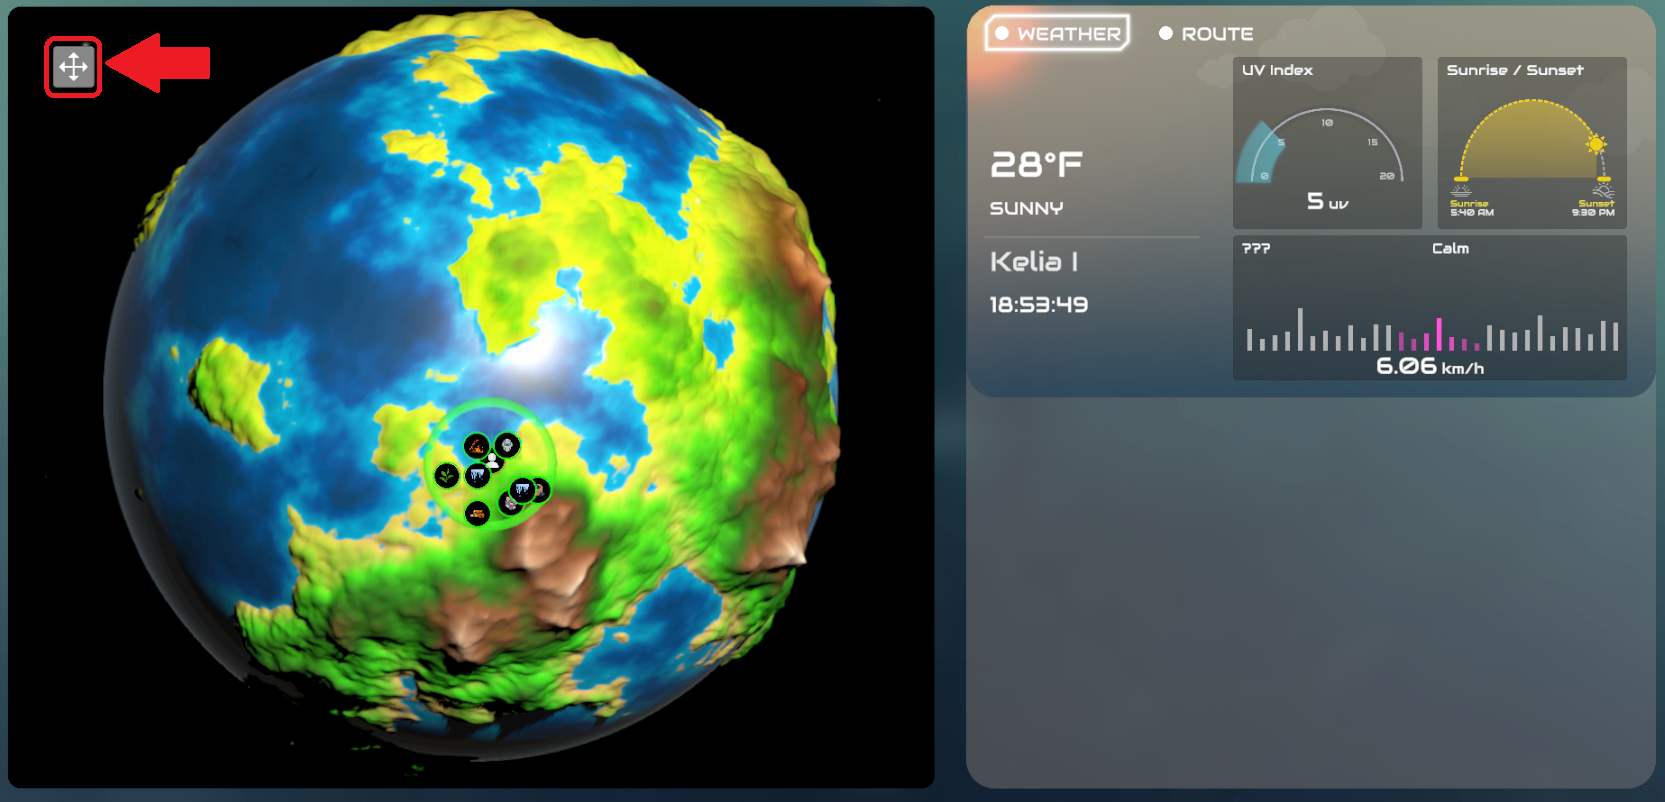 WEATHER
ROUTE
28°F
SUNNY
Kelia I
18:53:49
UV Index
0
5
10
15
20
5 uv
Sunrise / Sunset
Sunrise
5:40 AM
Sunset
9:30 PM
???
Calm
6.06 km/h